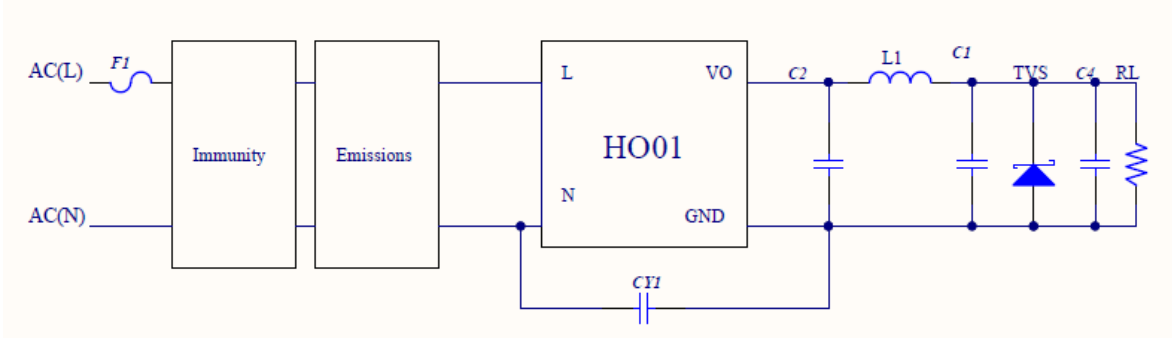 AC(L)
F1
Immunity
Emissions
L
VO
HO01
N
GND
C2
L1
C1
TVS
C4
RL
AC(N)
CY1